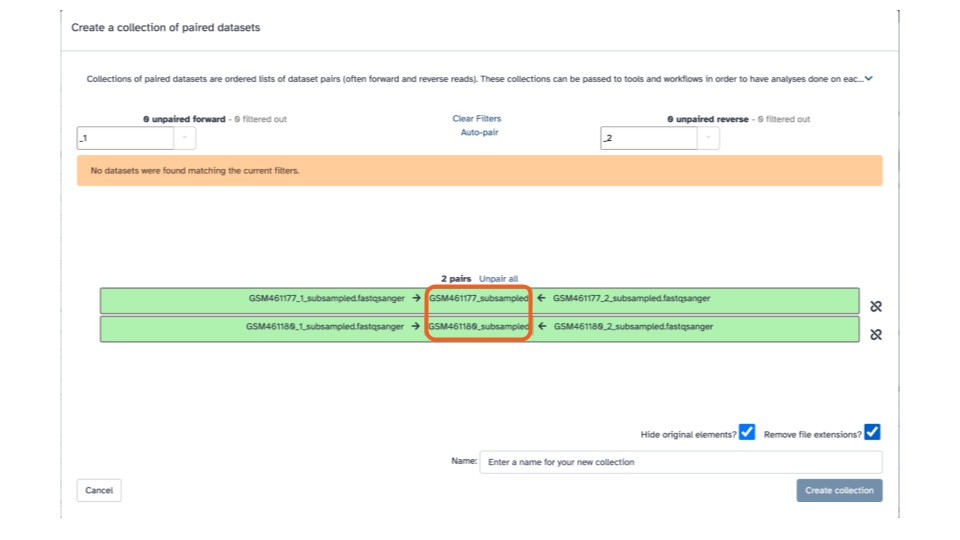 Create a collection of paired datasets
Collections of paired datasets are ordered lists of dataset pairs (often forward and reverse reads). These collections can be passed to tools and workflows in order to have analyses done on eac...
0 unpaired forward - 0 filtered out
Clear Filters
0 unpaired reverse - 0 filtered out
_1
Auto-pair
_2
No datasets were found matching the current filters.
2 pairs Unpair all
GSM461177_1_subsampled.fastqsanger → GSM461177_subsampled ← GSM461177_2_subsampled.fastqsanger
GSM461180_1_subsampled.fastqsanger → GSM461180_subsampled ← GSM461180_2_subsampled.fastqsanger
Hide original elements? Remove file extensions?
Name: Enter a name for your new collection
Cancel
Create collection